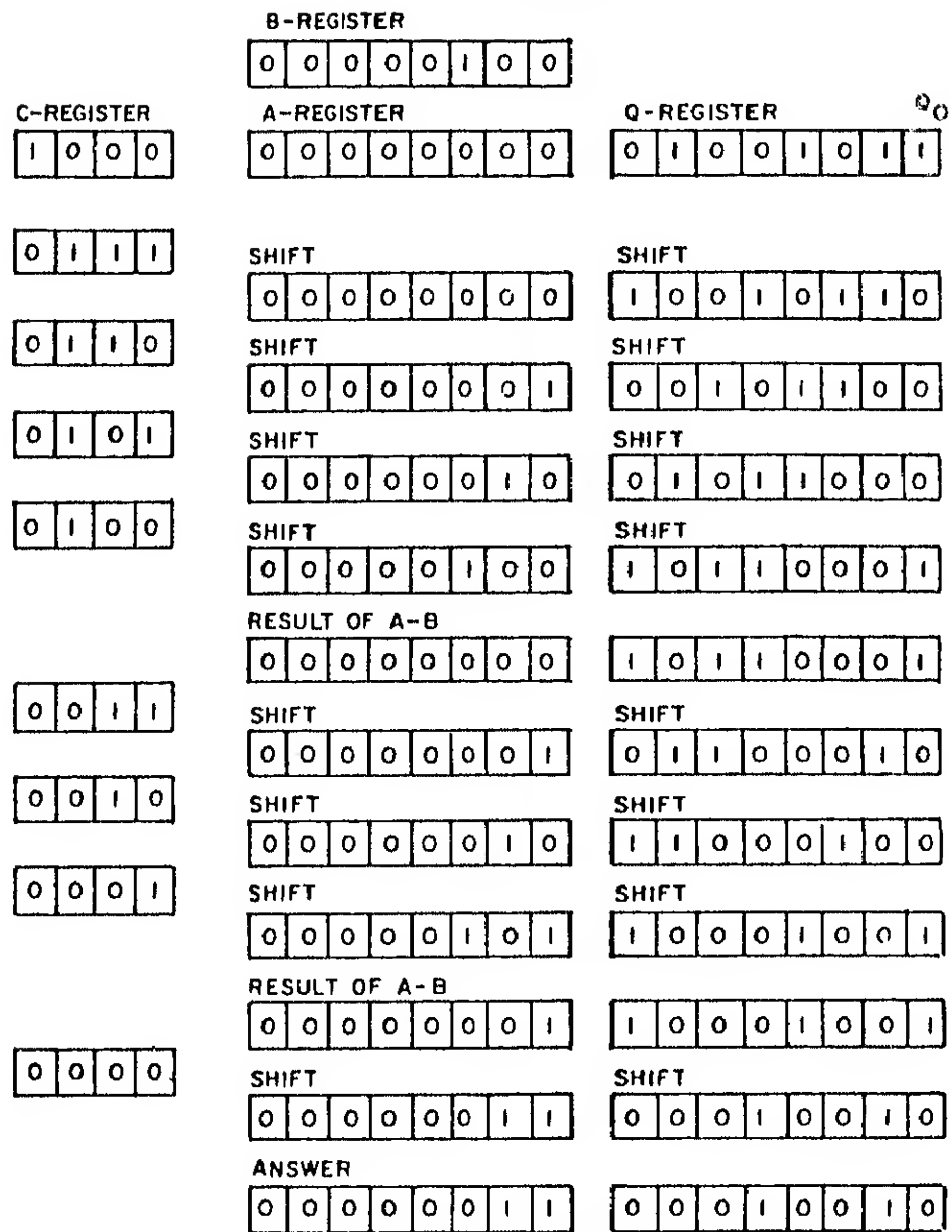 B-REGISTER
0 0 0 0 0 1 0 0
C-REGISTER A-REGISTER Q-REGISTER Q0
1 0 0 0 0 0 0 0 0 0 0 0 0 1 0 0 1 0 1 1
0 1 1 1
SHIFT SHIFT
0 0 0 0 0 0 0 0 1 0 0 1 0 1 1 0
0 1 1 0
SHIFT SHIFT
0 0 0 0 0 0 0 1 0 0 1 0 1 1 0 0
0 1 0 1
SHIFT SHIFT
0 0 0 0 0 0 1 0 0 1 0 1 1 0 0 0
0 1 0 0
SHIFT SHIFT
0 0 0 0 0 1 0 0 1 0 1 1 0 0 0 1
RESULT OF A-B
0 0 0 0 0 0 0 0 1 0 1 1 0 0 0 1
0 0 1 1
SHIFT SHIFT
0 0 0 0 0 0 0 1 0 1 1 0 0 0 1 0
0 0 1 0
SHIFT SHIFT
0 0 0 0 0 0 1 0 1 1 0 0 0 1 0 0
0 0 0 1
SHIFT SHIFT
0 0 0 0 0 1 0 1 1 0 0 0 1 0 0 1
RESULT OF A-B
0 0 0 0 0 0 0 1 1 0 0 0 1 0 0 1
0 0 0 0
SHIFT SHIFT
0 0 0 0 0 0 1 1 0 0 0 1 0 0 1 0
ANSWER
0 0 0 0 0 0 1 1 0 0 0 1 0 0 1 0